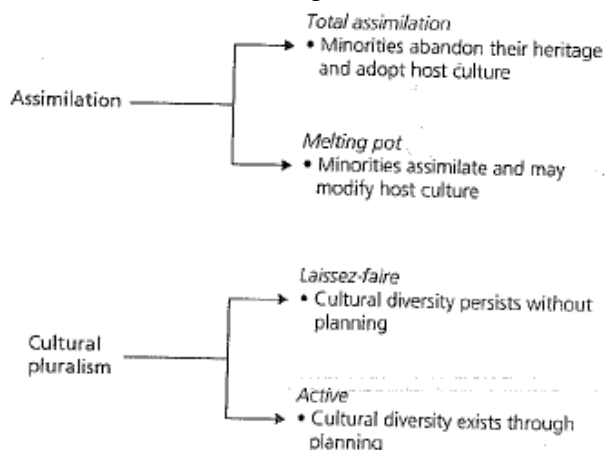 Total assimilation
• Minorities abandon their heritage
and adopt host culture
Assimilation
Melting pot
• Minorities assimilate and may
modify host culture
Laissez-faire
• Cultural diversity persists without
planning
Cultural
pluralism
Active
• Cultural diversity exists through
planning